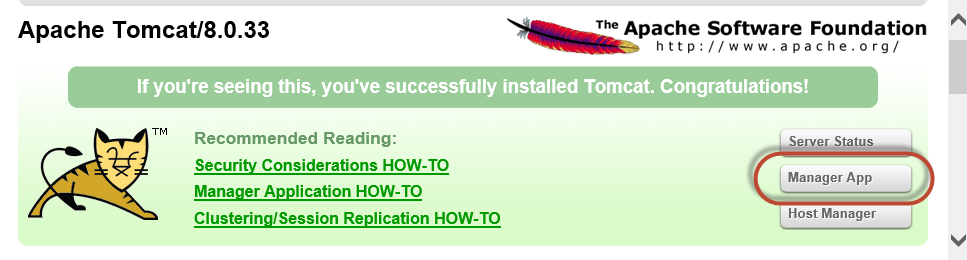 Apache Tomcat/8.0.33
The Apache Software Foundation
http://www.apache.org/
If you're seeing this, you've successfully installed Tomcat. Congratulations!
TM
Recommended Reading:
Security Considerations HOW-TO
Manager Application HOW-TO
Clustering/Session Replication HOW-TO
Server Status
Manager App
Host Manager